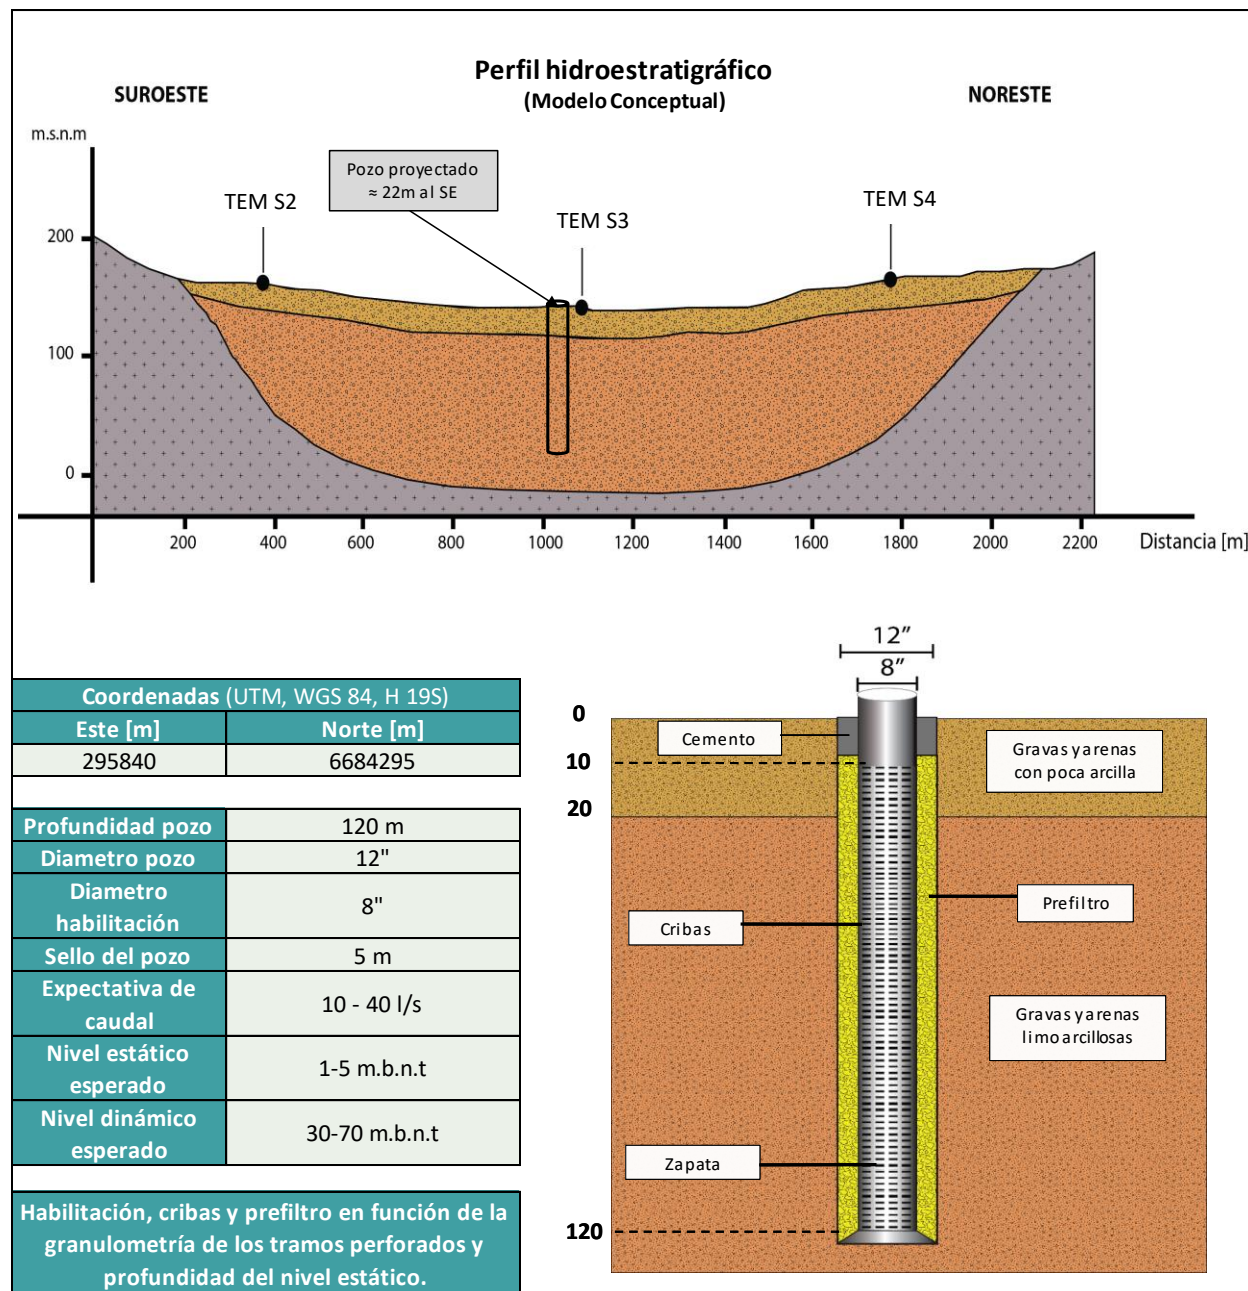 Perfil hidroestratigráfico
(Modelo Conceptual)
SUROESTE
NORESTE
m.s.n.m
Pozo proyectado
≈ 22m al SE
TEM S2
TEM S3
TEM S4
200
100
0
200
400
600
800
1000
1200
1400
1600
1800
2000
2200
Distancia [m]
Coordenadas (UTM, WGS 84, H 19S)
Este [m]
Norte [m]
295840
6684295
Profundidad pozo
120 m
Diametro pozo
12"
Diametro
habilitación
8"
Sello del pozo
5 m
Expectativa de
caudal
10 - 40 l/s
Nivel estático
esperado
1-5 m.b.n.t
Nivel dinámico
esperado
30-70 m.b.n.t
Habilitación, cribas y prefiltro en función de la
granulometría de los tramos perforados y
profundidad del nivel estático.
12”
8”
0
10
20
120
Cemento
Gravas y arenas
con poca arcilla
Prefiltro
Cribas
Gravas y arenas
limo arcillosas
Zapata